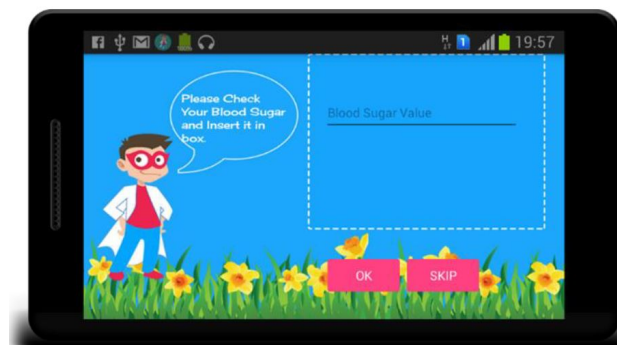 19:57
Please Check
Your Blood Sugar
and Insert it in
box.
Blood Sugar Value
OK
SKIP